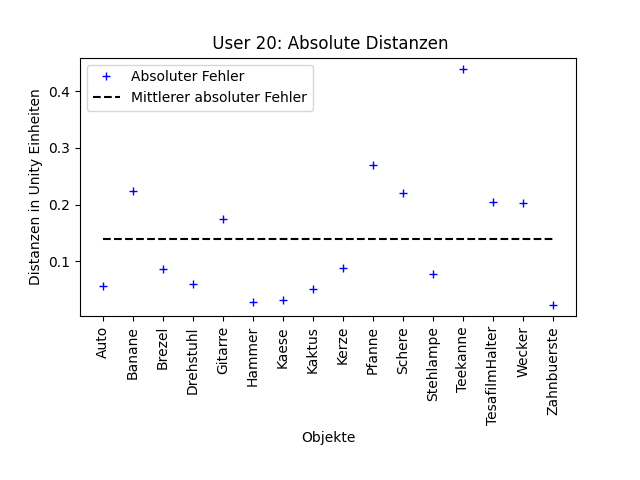 User 20: Absolute Distanzen
Absoluter Fehler
Mittlerer absoluter Fehler
Distanzen in Unity Einheiten
0.4
0.3
0.2
0.1
Auto
Banane
Brezel
Drehstuhl
Gitarre
Hammer
Kaese
Kaktus
Kerze
Pfanne
Schere
Stehlampe
Teekanne
TesafilmHalter
Wecker
Zahnbuerste
Objekte